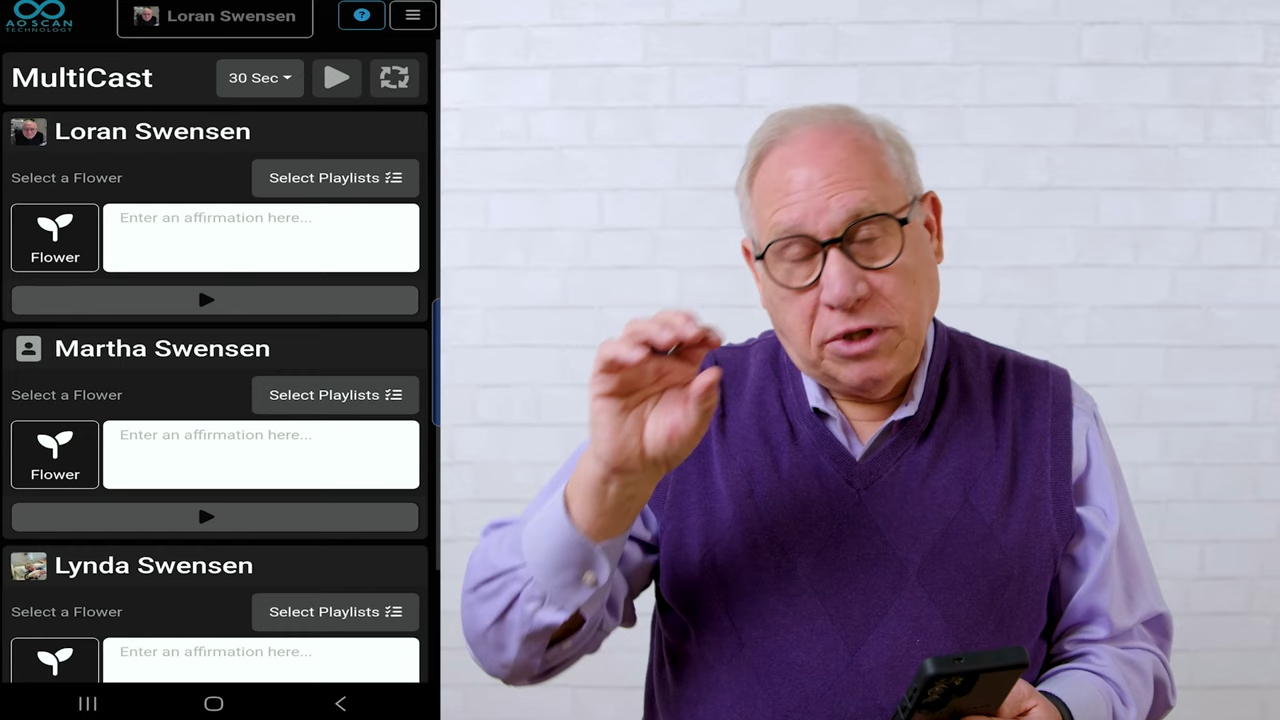 AO SCAN
TECHNOLOGY
Loran Swensen
?
MultiCast
30 Sec
Loran Swensen
Select a Flower
Select Playlists
Enter an affirmation here...
Flower
Martha Swensen
Select a Flower
Select Playlists
Enter an affirmation here...
Flower
Lynda Swensen
Select a Flower
Select Playlists
Enter an affirmation here...